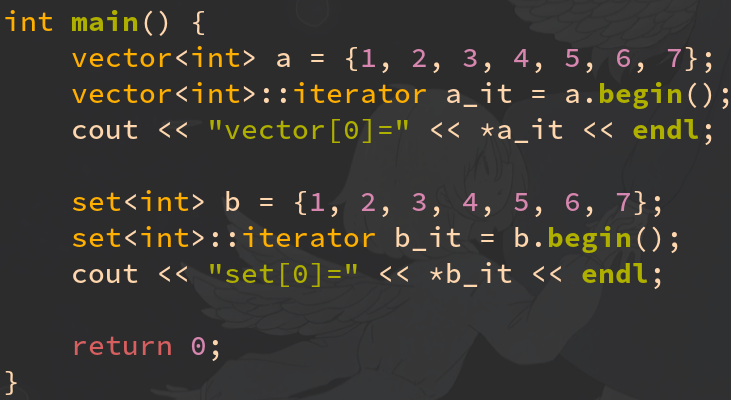 int main() {
    vector<int> a = {1, 2, 3, 4, 5, 6, 7};
    vector<int>::iterator a_it = a.begin();
    cout << "vector[0]=" << *a_it << endl;

    set<int> b = {1, 2, 3, 4, 5, 6, 7};
    set<int>::iterator b_it = b.begin();
    cout << "set[0]=" << *b_it << endl;

    return 0;
}